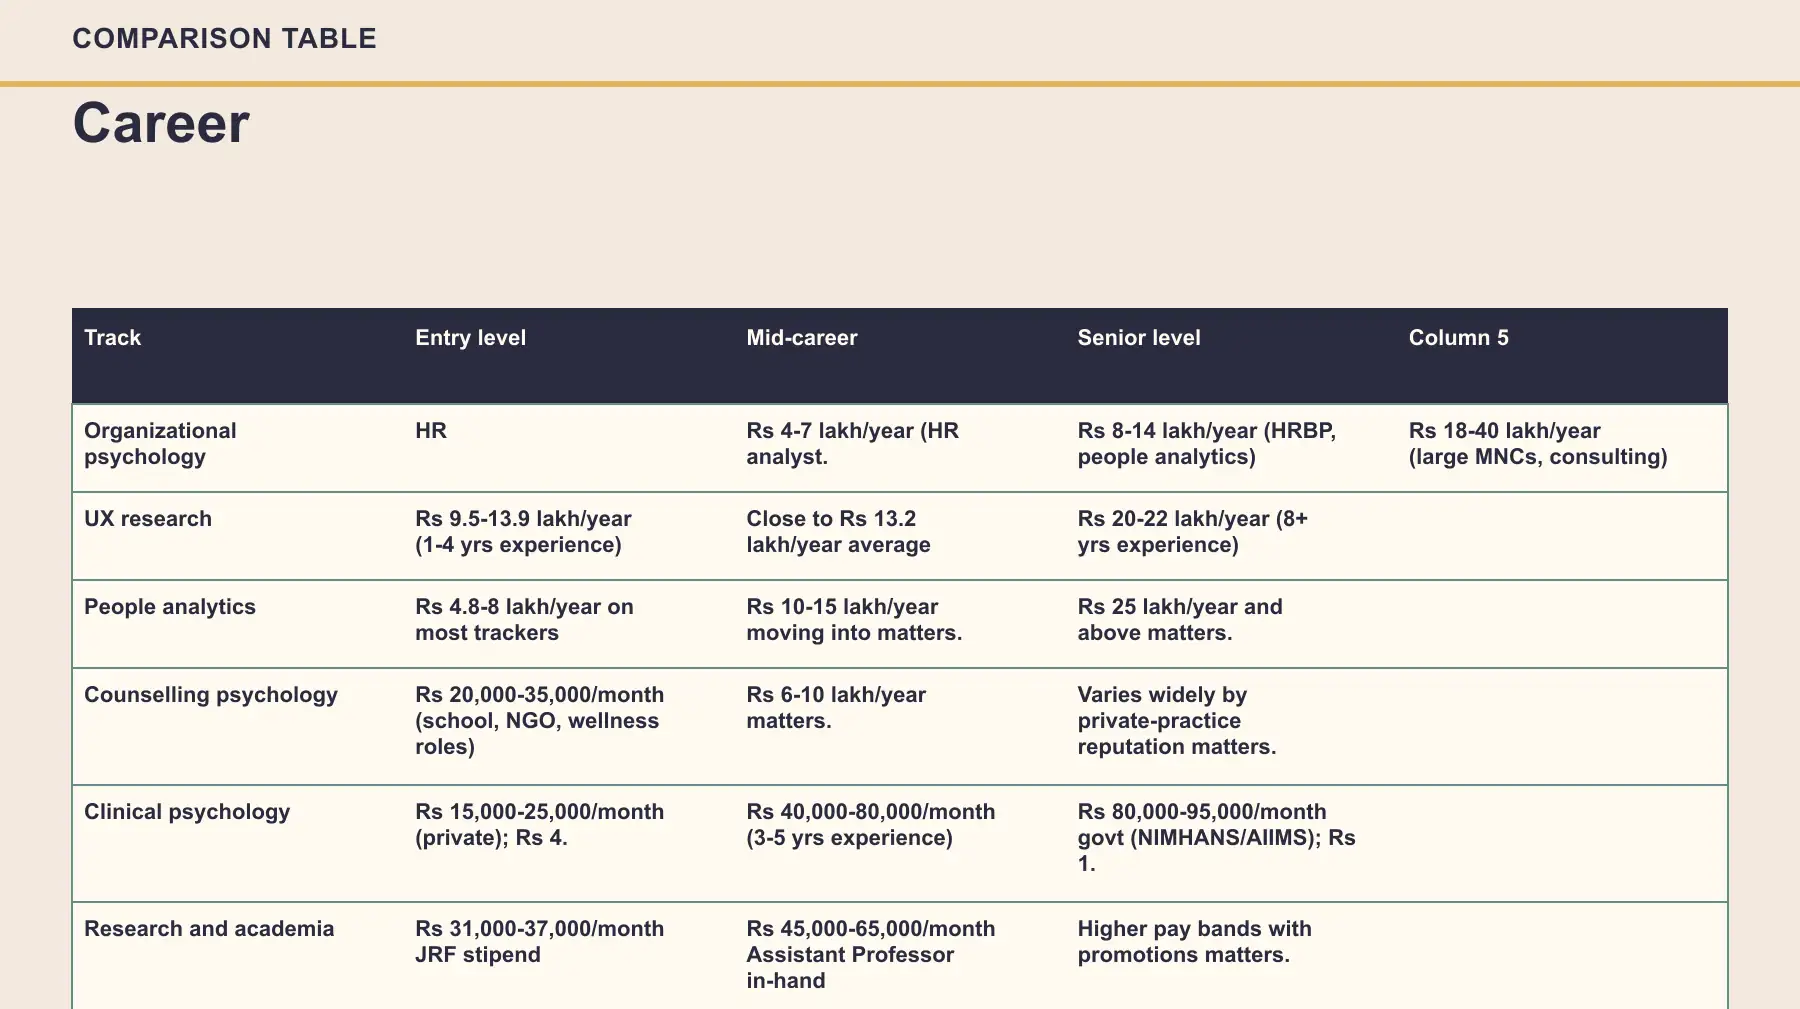 COMPARISON TABLE
Career
Track
Entry level
Mid-career
Senior level
Column 5
Organizational
psychology
HR
Rs 4-7 lakh/year (HR
analyst.
Rs 8-14 lakh/year (HRBP,
people analytics)
Rs 18-40 lakh/year
(large MNCs, consulting)
UX research
Rs 9.5-13.9 lakh/year
(1-4 yrs experience)
Close to Rs 13.2
lakh/year average
Rs 20-22 lakh/year (8+
yrs experience)
People analytics
Rs 4.8-8 lakh/year on
most trackers
Rs 10-15 lakh/year
moving into matters.
Rs 25 lakh/year and
above matters.
Counselling psychology
Rs 20,000-35,000/month
(school, NGO, wellness
roles)
Rs 6-10 lakh/year
matters.
Varies widely by
private-practice
reputation matters.
Clinical psychology
Rs 15,000-25,000/month
(private); Rs 4.
Rs 40,000-80,000/month
(3-5 yrs experience)
Rs 80,000-95,000/month
govt (NIMHANS/AIIMS); Rs
1.
Research and academia
Rs 31,000-37,000/month
JRF stipend
Rs 45,000-65,000/month
Assistant Professor
in-hand
Higher pay bands with
promotions matters.